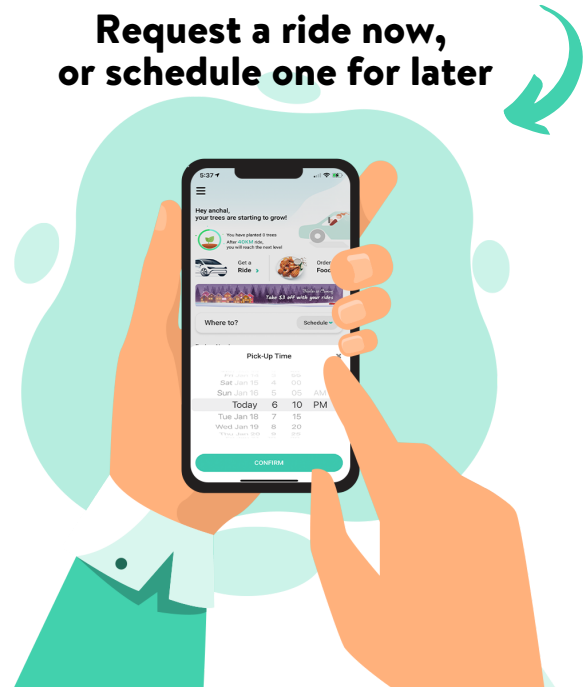 Request a ride now,
or schedule one for later
5:37
Hey anchal,
your trees are starting to grow!
You have planted 0 trees
After 40KM ride,
you will reach the next level
Get a
Ride
Order
Food
Take $3 off with your rides
Where to?
Schedule
Pick-Up Time
Sat Jan 15 4 00
Sun Jan 16 5 05 AM
Today 6 10 PM
Tue Jan 18 7 15
Wed Jan 19 8 20
CONFIRM